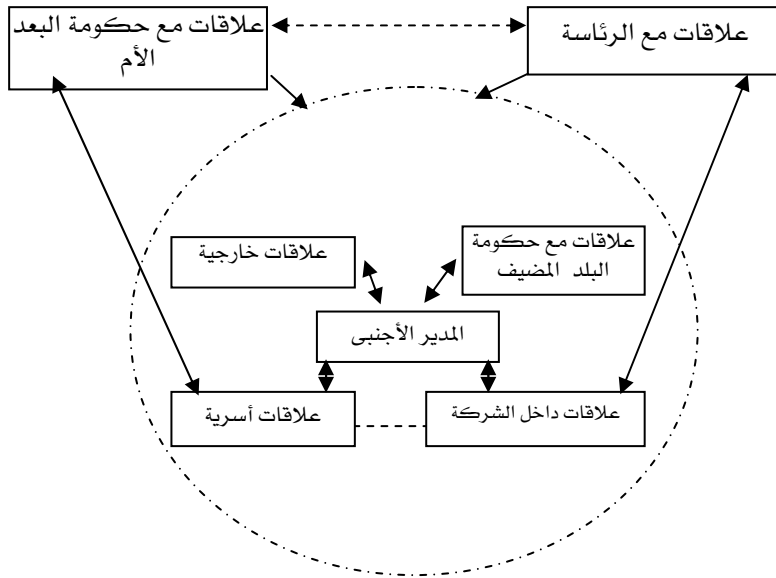 علاقات مع الرئاسة
علاقات مع حكومة البعد
الأم
علاقات مع حكومة
البلد المضيف
علاقات خارجية
المدير الأجنبى
علاقات داخل الشركة
علاقات أسرية